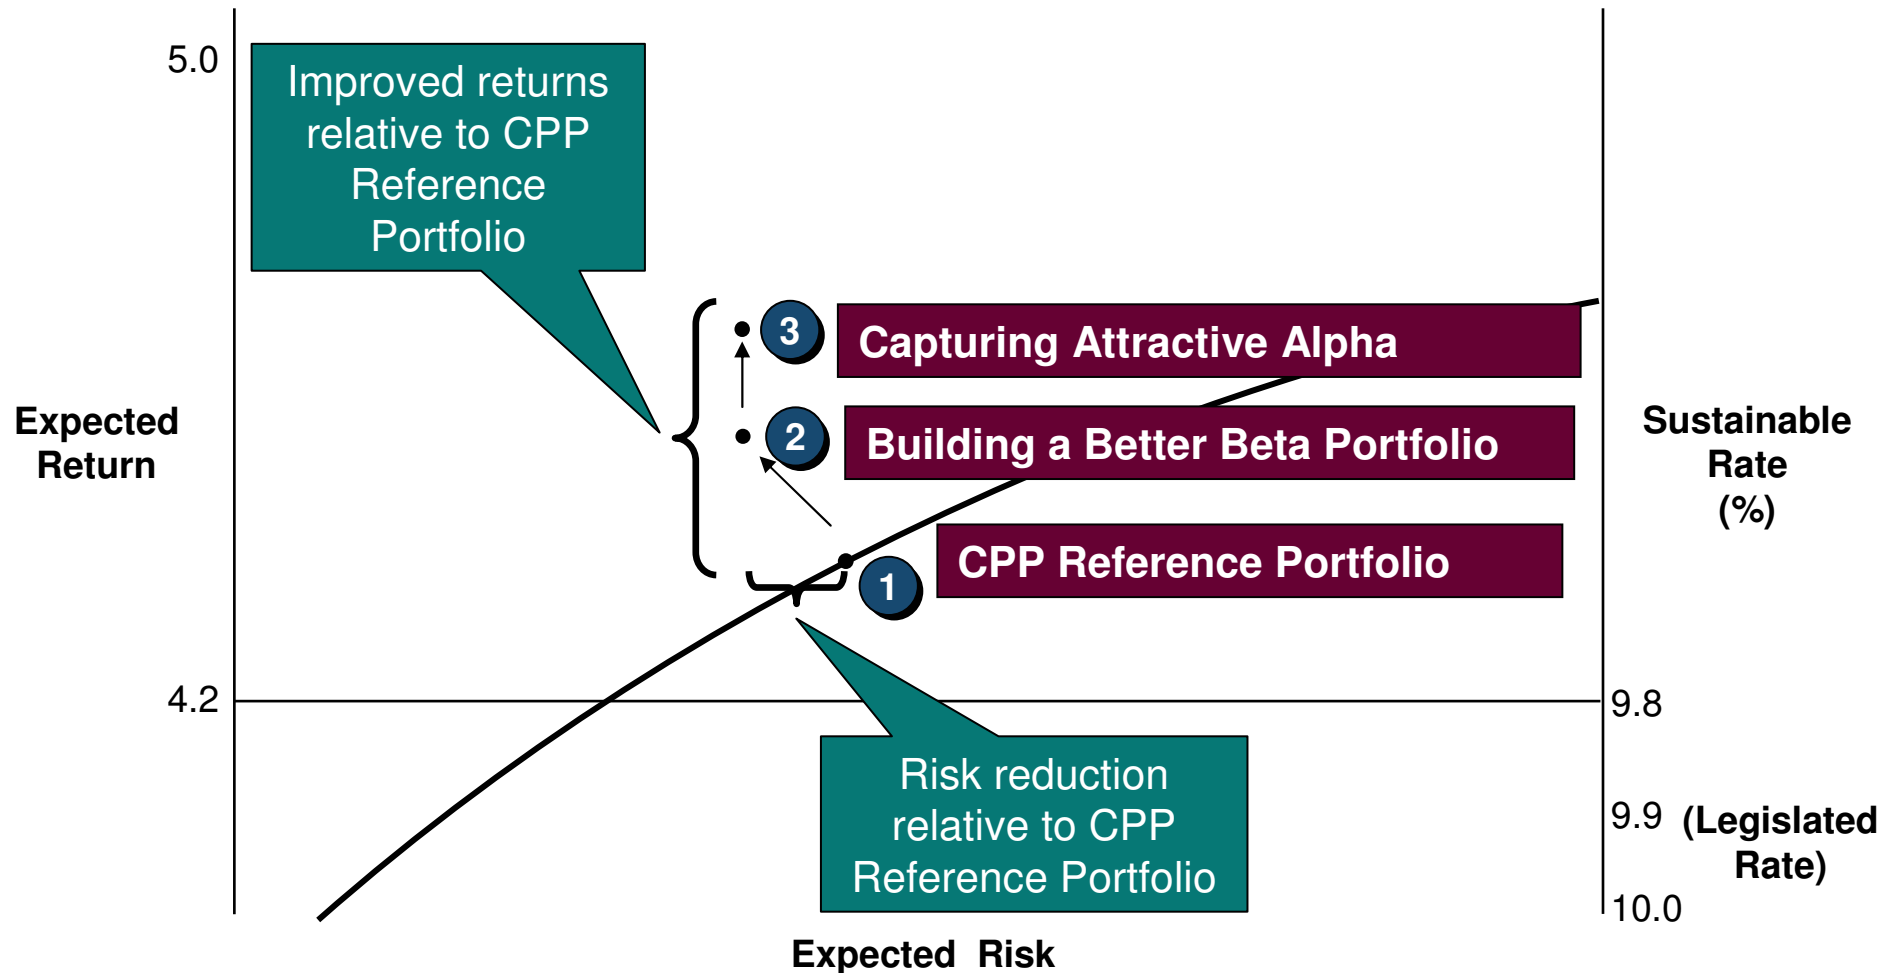 5.0
Improved returns
relative to CPP
Reference
Portfolio
3
Capturing Attractive Alpha
Expected
Return
2
Building a Better Beta Portfolio
Sustainable
Rate
(%)
1
CPP Reference Portfolio
4.2
9.8
Risk reduction
relative to CPP
Reference Portfolio
9.9 (Legislated
Rate)
10.0
Expected Risk